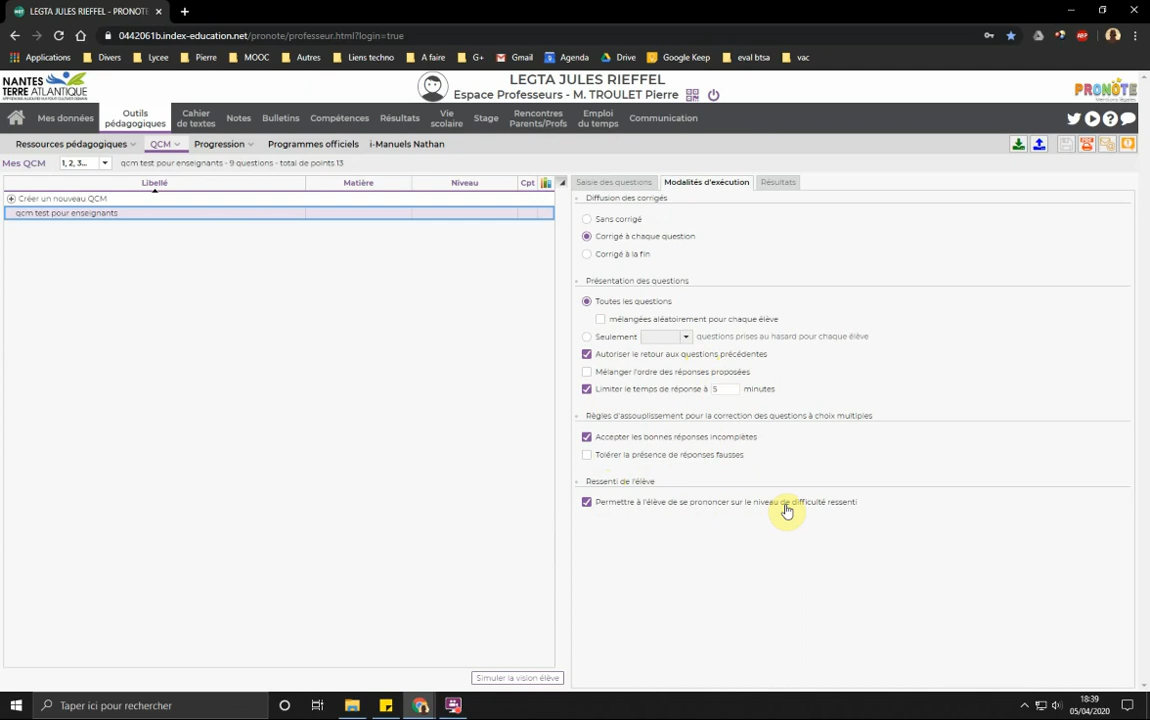 LEGTA JULES RIEFFEL - PRONOTE
0442061b.index-education.net/pronote/professeur.html?login=true
Applications Divers Lycee Pierre MOOC Autres Liens techno A faire G+ Gmail Agenda Drive Google Keep eval btsa vac
NANTES
TERRE ATLANTIQUE
LEGTA JULES RIEFFEL
Espace Professeurs - M. TROULET Pierre
PRONOTE
Mentions légales
Mes données Outils pédagogiques Cahier de textes Notes Bulletins Compétences Résultats Vie scolaire Stage Rencontres Parents/Profs Emploi du temps Communication
Ressources pédagogiques QCM Progression Programmes officiels i-Manuels Nathan
Mes QCM 1, 2, 3... qcm test pour enseignants - 9 questions - total de points 13
Libellé Matière Niveau Cpt
Créer un nouveau QCM
qcm test pour enseignants
Saisie des questions Modalités d'exécution Résultats
Diffusion des corrigés
Sans corrigé
Corrigé à chaque question
Corrigé à la fin
Présentation des questions
Toutes les questions
mélangées aléatoirement pour chaque élève
Seulement questions prises au hasard pour chaque élève
Autoriser le retour aux questions précédentes
Mélanger l'ordre des réponses proposées
Limiter le temps de réponse à 5 minutes
Règles d'assouplissement pour la correction des questions à choix multiples
Accepter les bonnes réponses incomplètes
Tolérer la présence de réponses fausses
Ressenti de l'élève
Permettre à l'élève de se prononcer sur le niveau de difficulté ressenti
Simuler la vision élève
Taper ici pour rechercher
18:39
05/04/2020